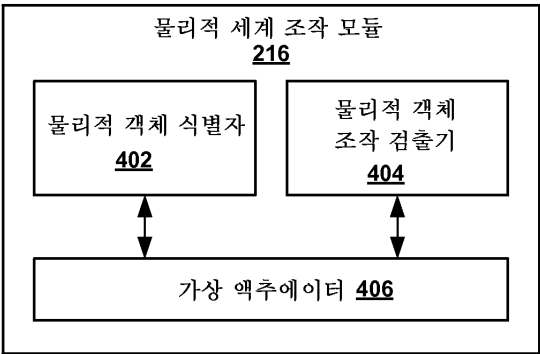 물리적 세계 조작 모듈
216
물리적 객체 식별자
402
물리적 객체
조작 검출기
404
가상 액추에이터 406